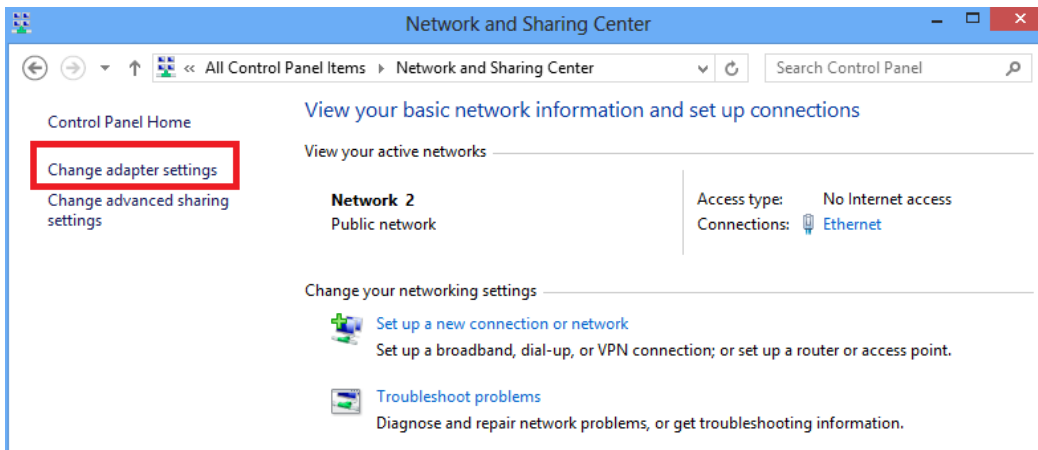 Network and Sharing Center
« All Control Panel Items ▸ Network and Sharing Center
Search Control Panel
Control Panel Home
Change adapter settings
Change advanced sharing
settings
View your basic network information and set up connections
View your active networks
Network 2
Public network
Access type: No Internet access
Connections: Ethernet
Change your networking settings
Set up a new connection or network
Set up a broadband, dial-up, or VPN connection; or set up a router or access point.
Troubleshoot problems
Diagnose and repair network problems, or get troubleshooting information.